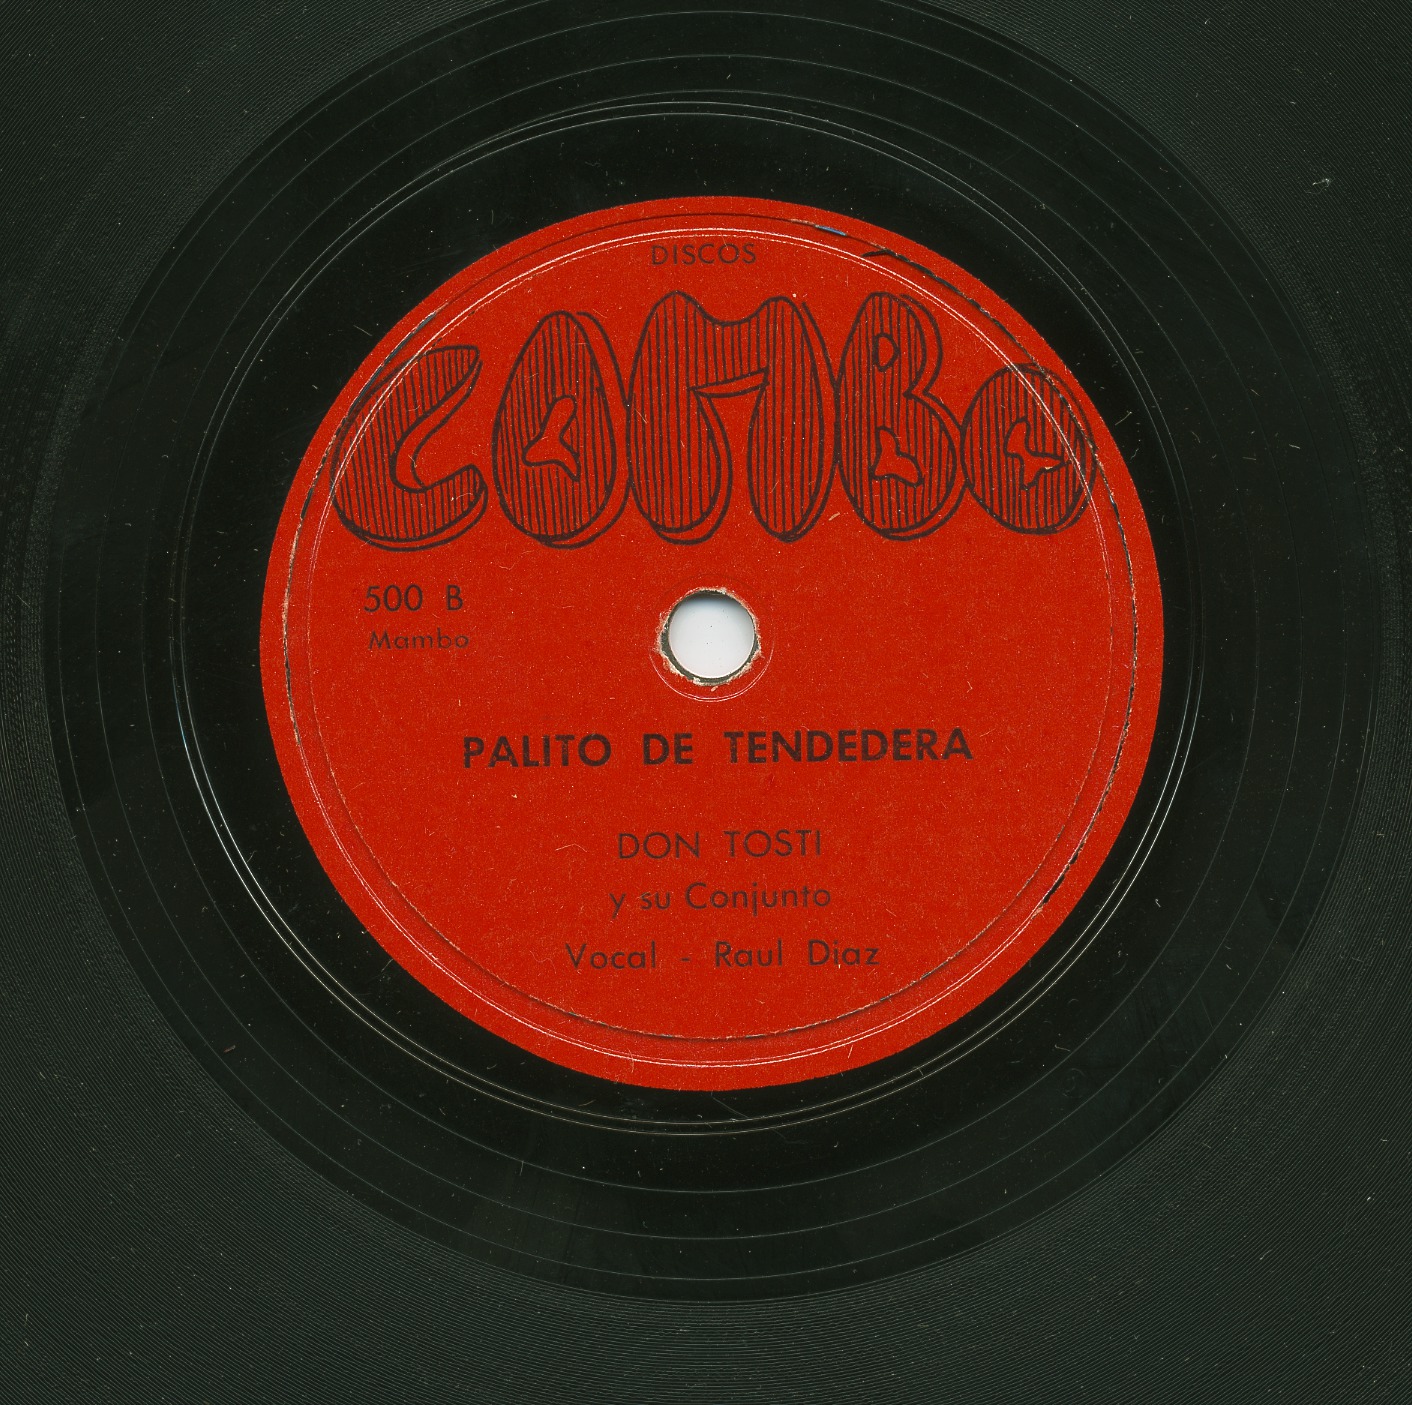 DISCOS
COMBO
500 B
Mambo
PALITO DE TENDEDERA
DON TOSTI
y su Conjunto
Vocal - Raul Diaz